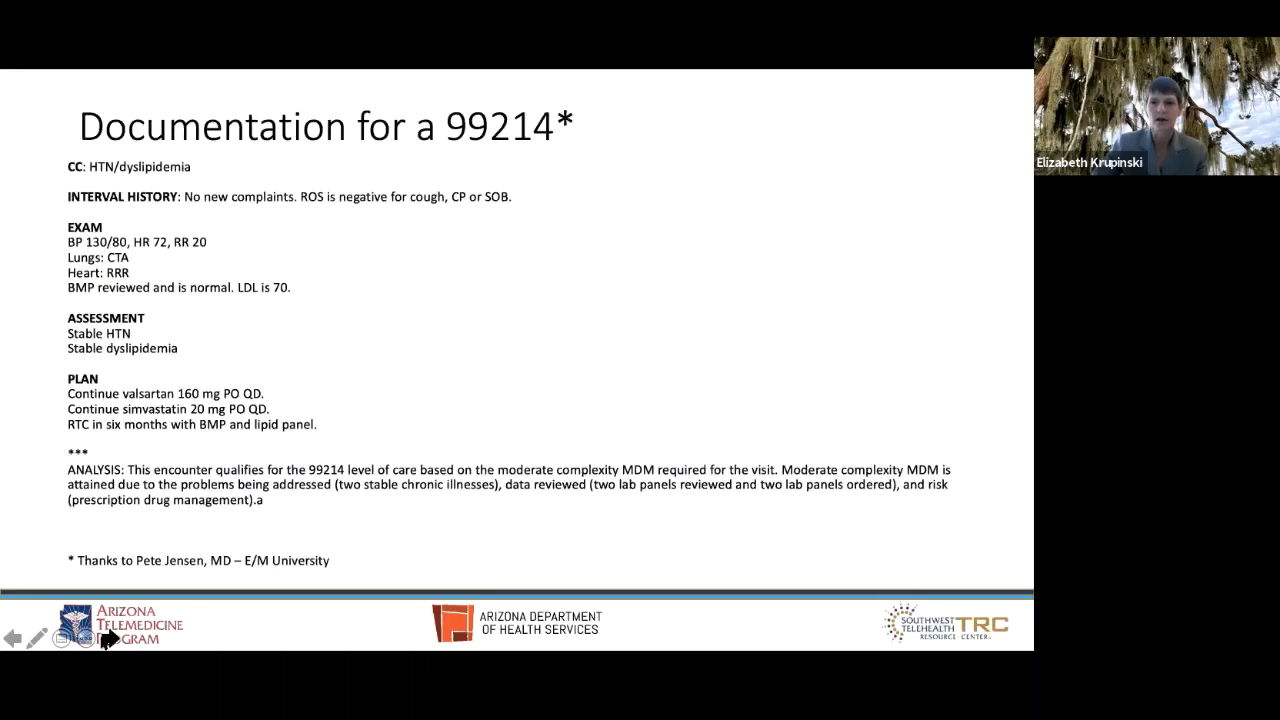 Documentation for a 99214*
CC: HTN/dyslipidemia
INTERVAL HISTORY: No new complaints. ROS is negative for cough, CP or SOB.
EXAM
BP 130/80, HR 72, RR 20
Lungs: CTA
Heart: RRR
BMP reviewed and is normal. LDL is 70.
ASSESSMENT
Stable HTN
Stable dyslipidemia
PLAN
Continue valsartan 160 mg PO QD.
Continue simvastatin 20 mg PO QD.
RTC in six months with BMP and lipid panel.
***
ANALYSIS: This encounter qualifies for the 99214 level of care based on the moderate complexity MDM required for the visit. Moderate complexity MDM is
attained due to the problems being addressed (two stable chronic illnesses), data reviewed (two lab panels reviewed and two lab panels ordered), and risk
(prescription drug management).a
* Thanks to Pete Jensen, MD – E/M University
ARIZONA
TELEMEDICINE
PROGRAM
ARIZONA DEPARTMENT
OF HEALTH SERVICES
SOUTHWEST
TELEHEALTH
RESOURCE CENTER
TRC
Elizabeth Krupinski